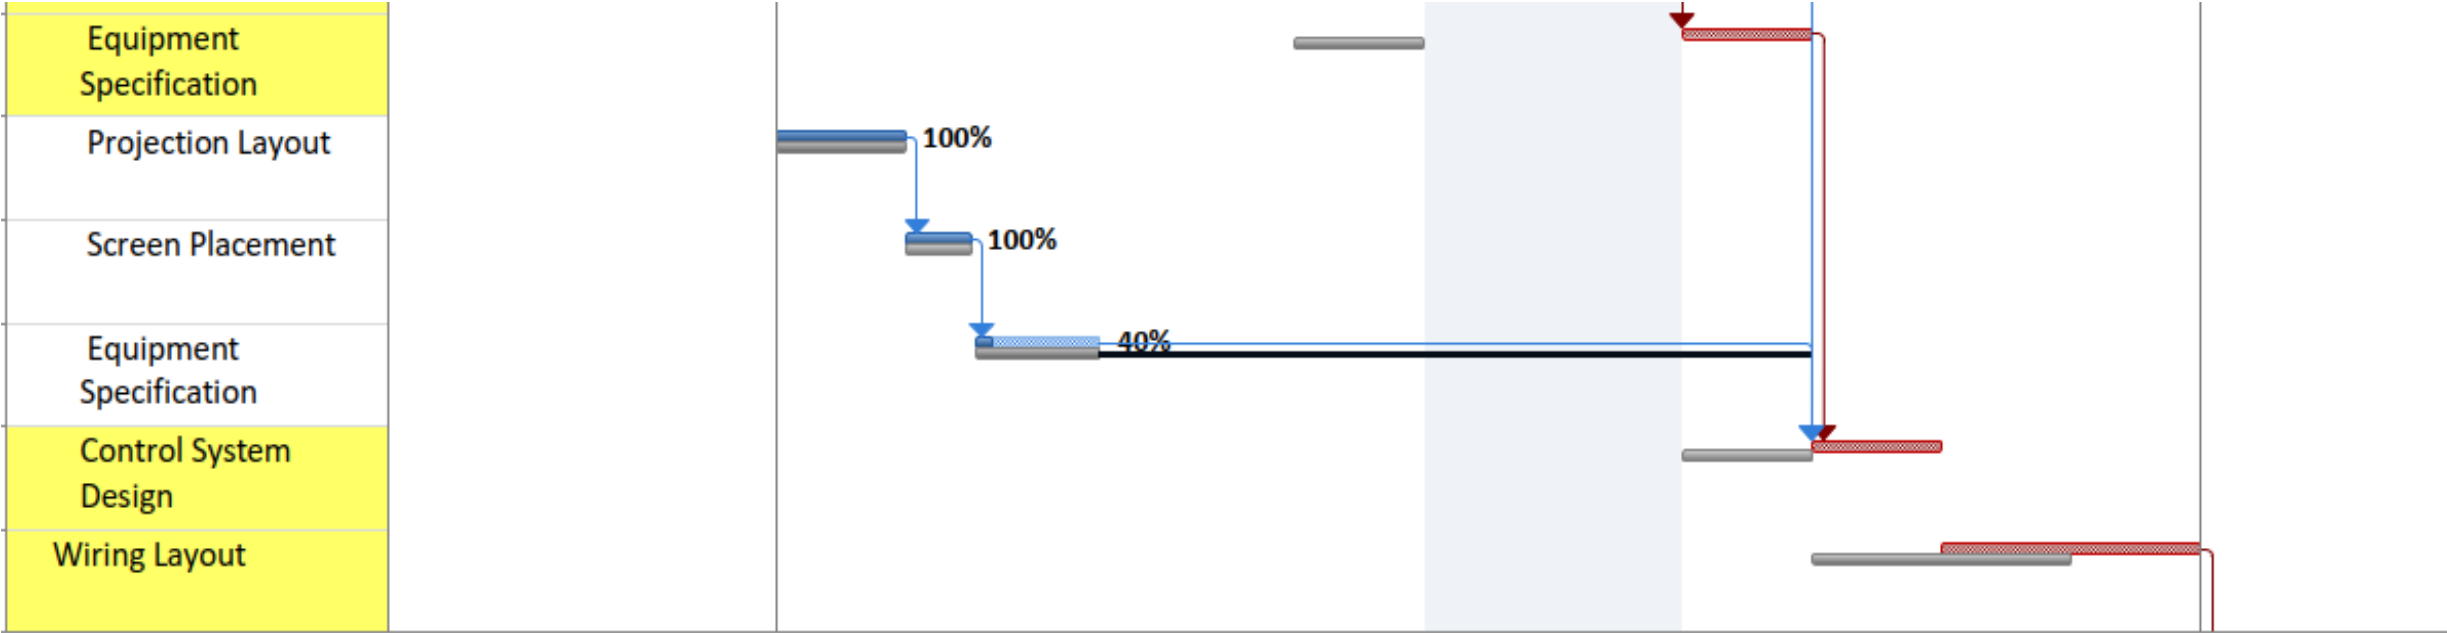 Equipment
Specification
Projection Layout
100%
Screen Placement
100%
Equipment
Specification
40%
Control System
Design
Wiring Layout